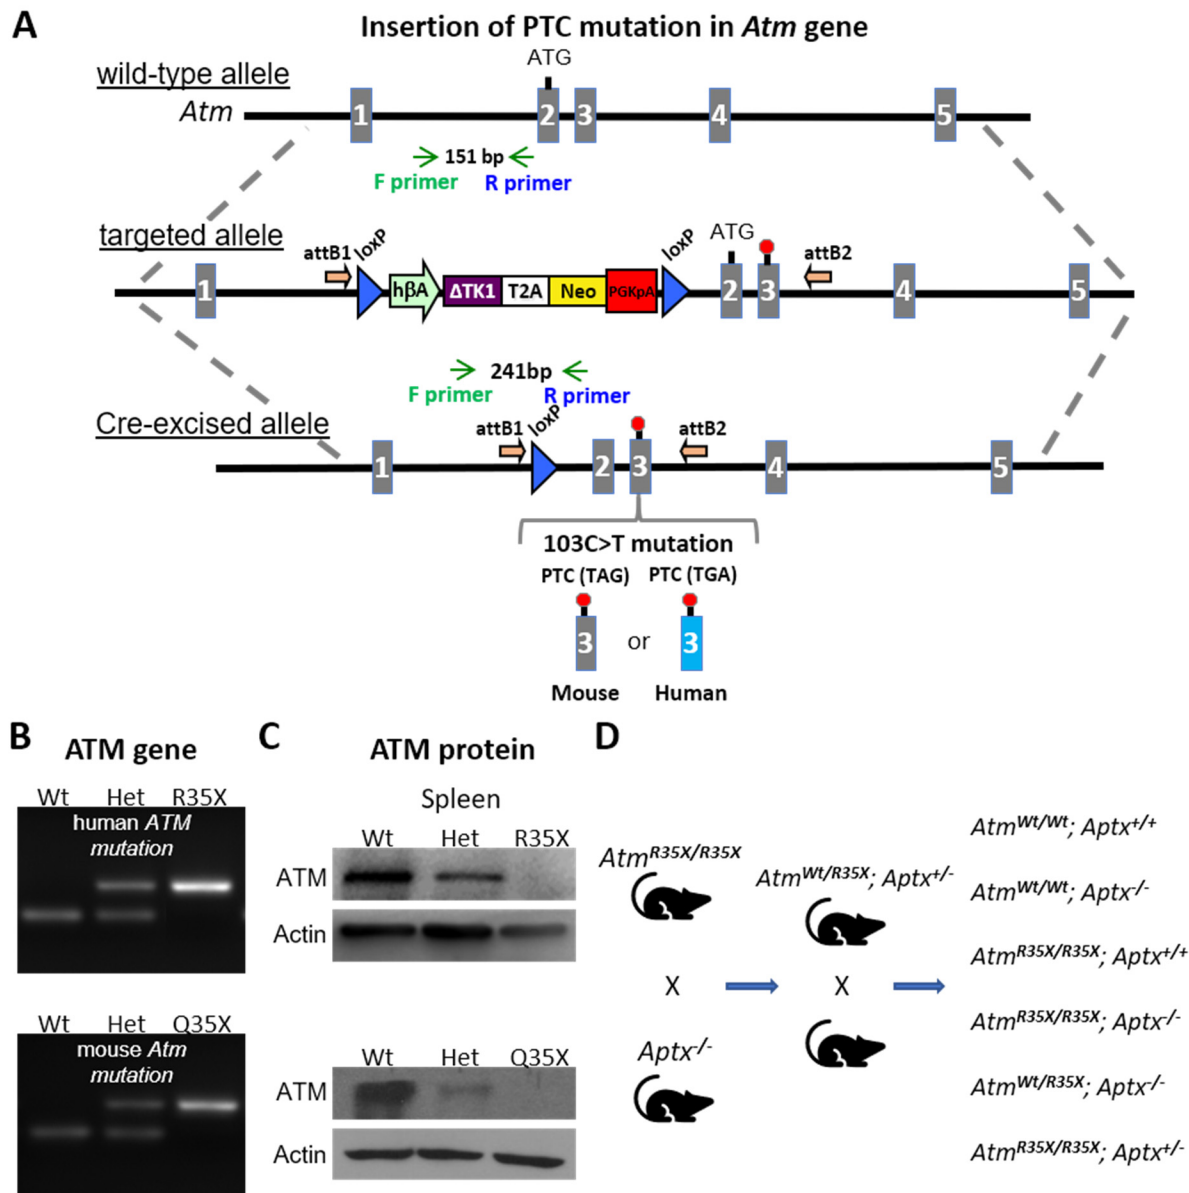 A
Insertion of PTC mutation in Atm gene
wild-type allele
ATG
Atm
1 2 3 4 5
151 bp
F primer R primer
targeted allele
attB1 loxP loxP ATG attB2
1 hβA ΔTK1 T2A Neo PGKpA 2 3 4 5
241bp
F primer R primer
Cre-excised allele
attB1 loxP attB2
1 2 3 4 5
103C>T mutation
PTC (TAG) PTC (TGA)
3 or 3
Mouse Human
B
ATM gene
Wt Het R35X
human ATM
mutation
Wt Het Q35X
mouse Atm
mutation
C
ATM protein
Spleen
Wt Het R35X
ATM
Actin
Wt Het Q35X
ATM
Actin
D
Atm^R35X/R35X
X
Aptx^-/-
Atm^Wt/R35X; Aptx^+/-
X
Atm^Wt/Wt; Aptx^+/+
Atm^Wt/Wt; Aptx^-/-
Atm^R35X/R35X; Aptx^+/+
Atm^R35X/R35X; Aptx^-/-
Atm^Wt/R35X; Aptx^-/-
Atm^R35X/R35X; Aptx^+/-